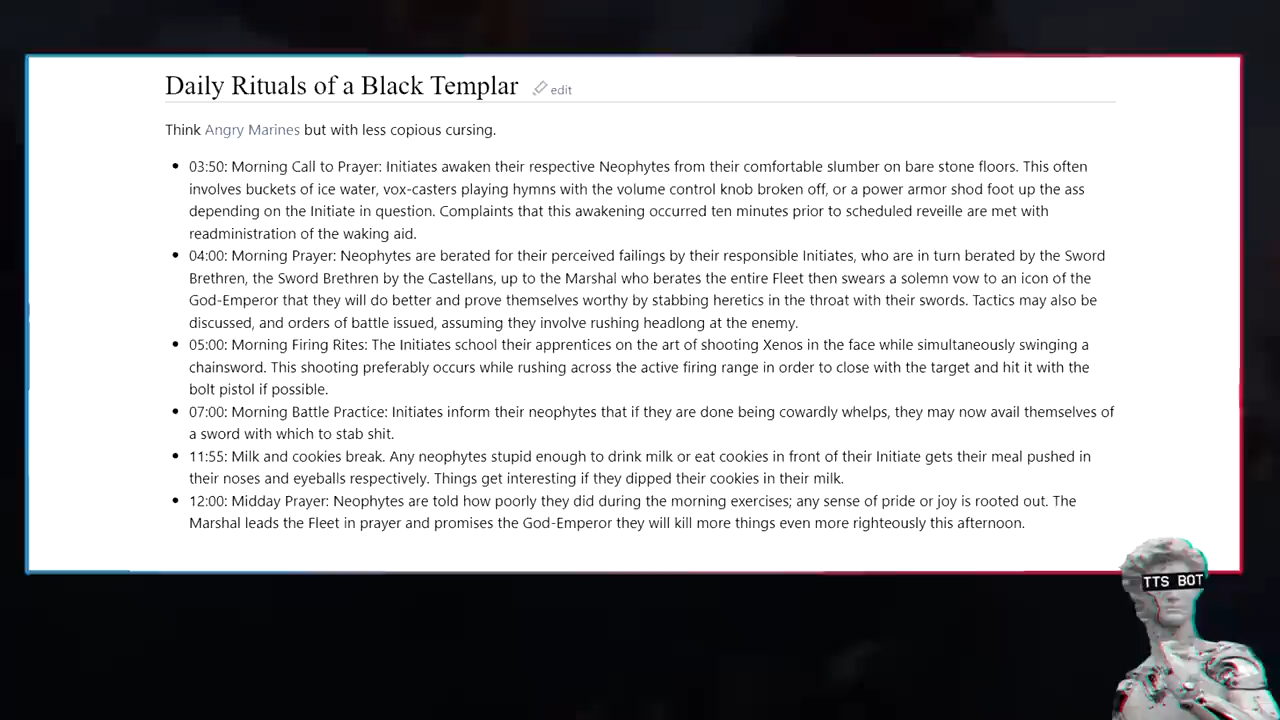 Daily Rituals of a Black Templar edit
Think Angry Marines but with less copious cursing.
03:50: Morning Call to Prayer: Initiates awaken their respective Neophytes from their comfortable slumber on bare stone floors. This often
involves buckets of ice water, vox-casters playing hymns with the volume control knob broken off, or a power armor shod foot up the ass
depending on the Initiate in question. Complaints that this awakening occurred ten minutes prior to scheduled reveille are met with
readministration of the waking aid.
04:00: Morning Prayer: Neophytes are berated for their perceived failings by their responsible Initiates, who are in turn berated by the Sword
Brethren, the Sword Brethren by the Castellans, up to the Marshal who berates the entire Fleet then swears a solemn vow to an icon of the
God-Emperor that they will do better and prove themselves worthy by stabbing heretics in the throat with their swords. Tactics may also be
discussed, and orders of battle issued, assuming they involve rushing headlong at the enemy.
05:00: Morning Firing Rites: The Initiates school their apprentices on the art of shooting Xenos in the face while simultaneously swinging a
chainsword. This shooting preferably occurs while rushing across the active firing range in order to close with the target and hit it with the
bolt pistol if possible.
07:00: Morning Battle Practice: Initiates inform their neophytes that if they are done being cowardly whelps, they may now avail themselves of
a sword with which to stab shit.
11:55: Milk and cookies break. Any neophytes stupid enough to drink milk or eat cookies in front of their Initiate gets their meal pushed in
their noses and eyeballs respectively. Things get interesting if they dipped their cookies in their milk.
12:00: Midday Prayer: Neophytes are told how poorly they did during the morning exercises; any sense of pride or joy is rooted out. The
Marshal leads the Fleet in prayer and promises the God-Emperor they will kill more things even more righteously this afternoon.
TTS BOT